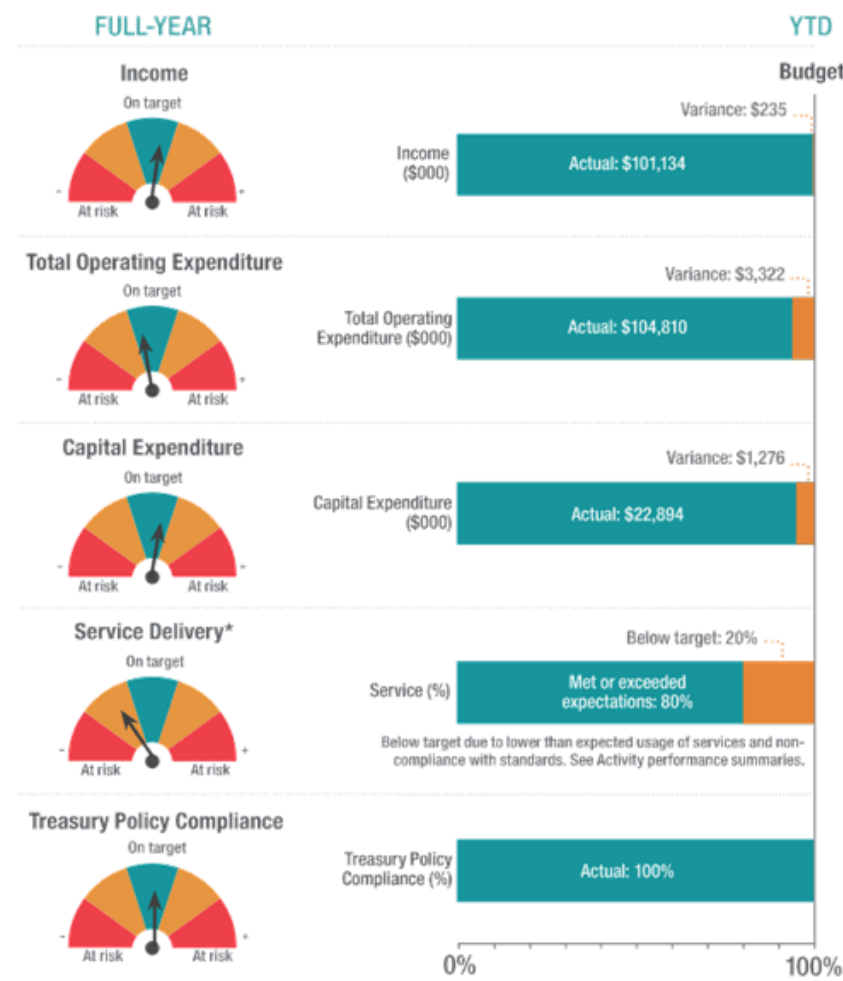 FULL-YEAR
YTD
Income
Budget
On target
Variance: $235
Income
($000)
Actual: $101,134
-
+
At risk
At risk
Total Operating Expenditure
On target
Variance: $3,322
Total Operating
Expenditure ($000)
Actual: $104,810
-
+
At risk
At risk
Capital Expenditure
On target
Variance: $1,276
Capital Expenditure
($000)
Actual: $22,894
-
+
At risk
At risk
Service Delivery*
On target
Below target: 20%
Service (%)
Met or exceeded
expectations: 80%
-
+
At risk
At risk
Below target due to lower than expected usage of services and non-
compliance with standards. See Activity performance summaries.
Treasury Policy Compliance
On target
Treasury Policy
Compliance (%)
Actual: 100%
-
+
At risk
At risk
0%
100%